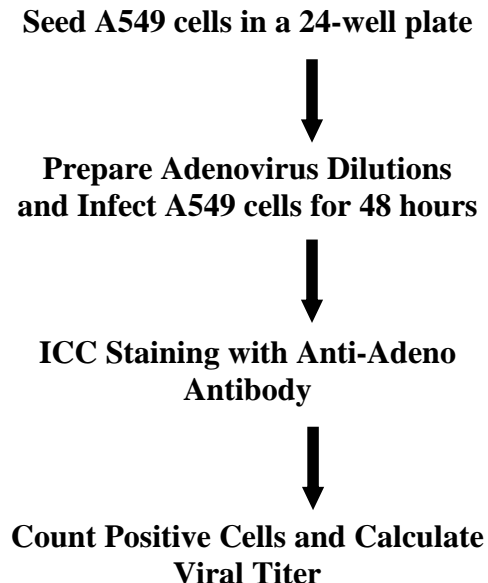 Seed A549 cells in a 24-well plate
Prepare Adenovirus Dilutions
and Infect A549 cells for 48 hours
ICC Staining with Anti-Adeno
Antibody
Count Positive Cells and Calculate
Viral Titer